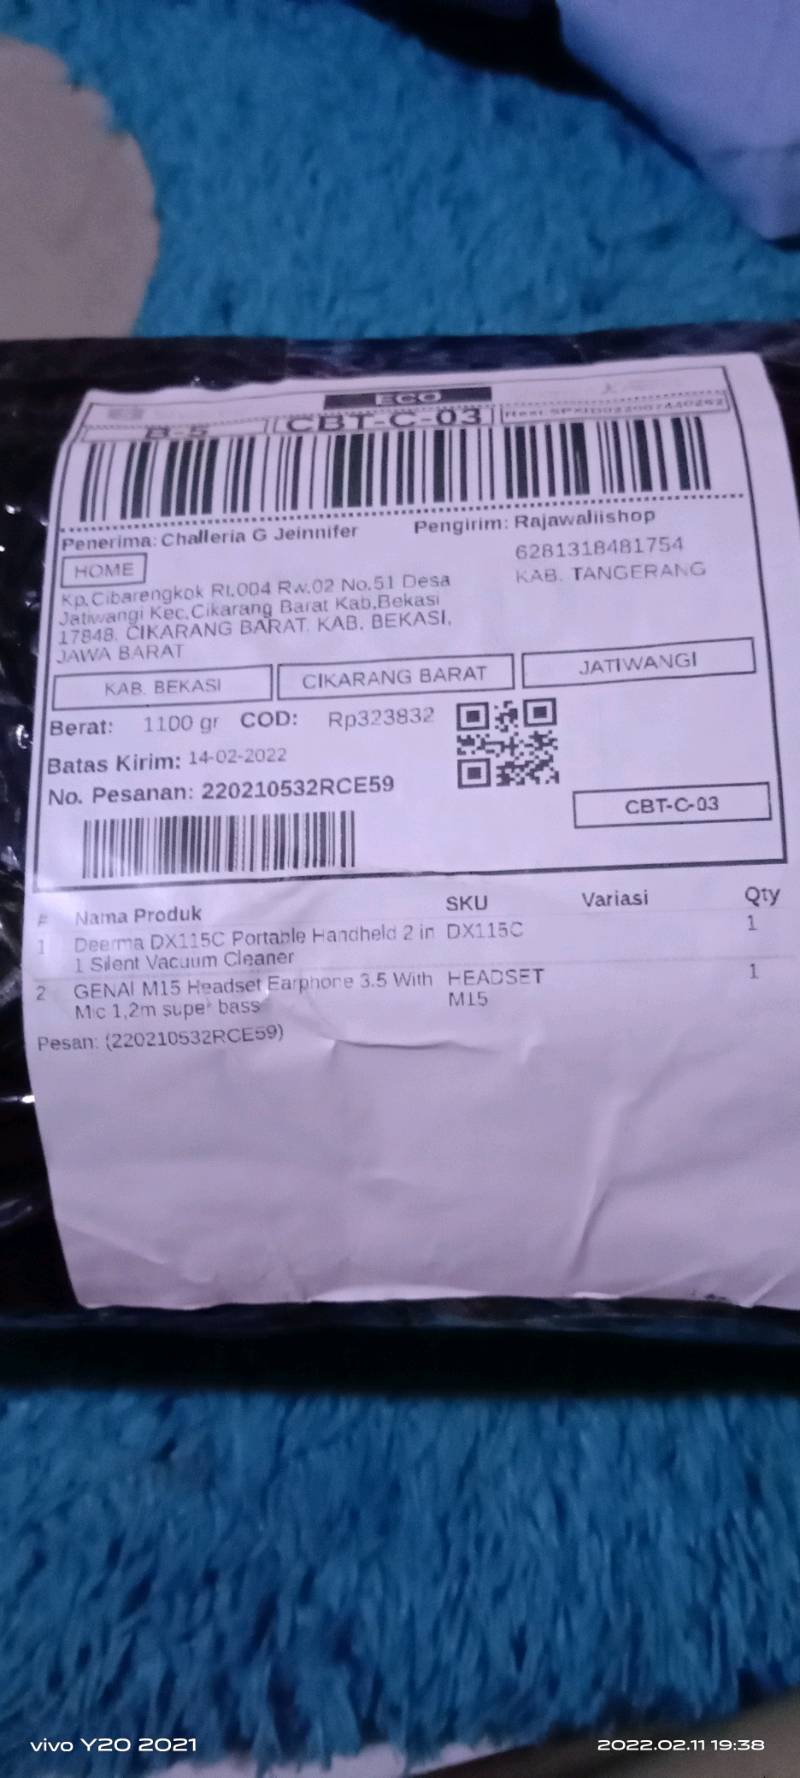 ECO
B-5
CBT-C-03
Penerima: Challeria G Jeinnifer
Pengirim: Rajawaliishop
HOME
6281318481754
KAB. TANGERANG
Kp,Cibarengkok Rt.004 Rw.02 No.51 Desa
Jatiwangi Kec,Cikarang Barat Kab,Bekasi
17848. CIKARANG BARAT. KAB. BEKASI,
JAWA BARAT
KAB. BEKASI
CIKARANG BARAT
JATIWANGI
Berat: 1100 gr COD: Rp323832
Batas Kirim: 14-02-2022
No. Pesanan: 220210532RCE59
CBT-C-03
# Nama Produk SKU Variasi Qty
1 Deerma DX115C Portable Handheld 2 in DX115C 1
1 Silent Vacuum Cleaner
2 GENAI M15 Headset Earphone 3.5 With HEADSET 1
Mic 1,2m super bass M15
Pesan: (220210532RCE59)
vivo Y20 2021
2022.02.11 19:38